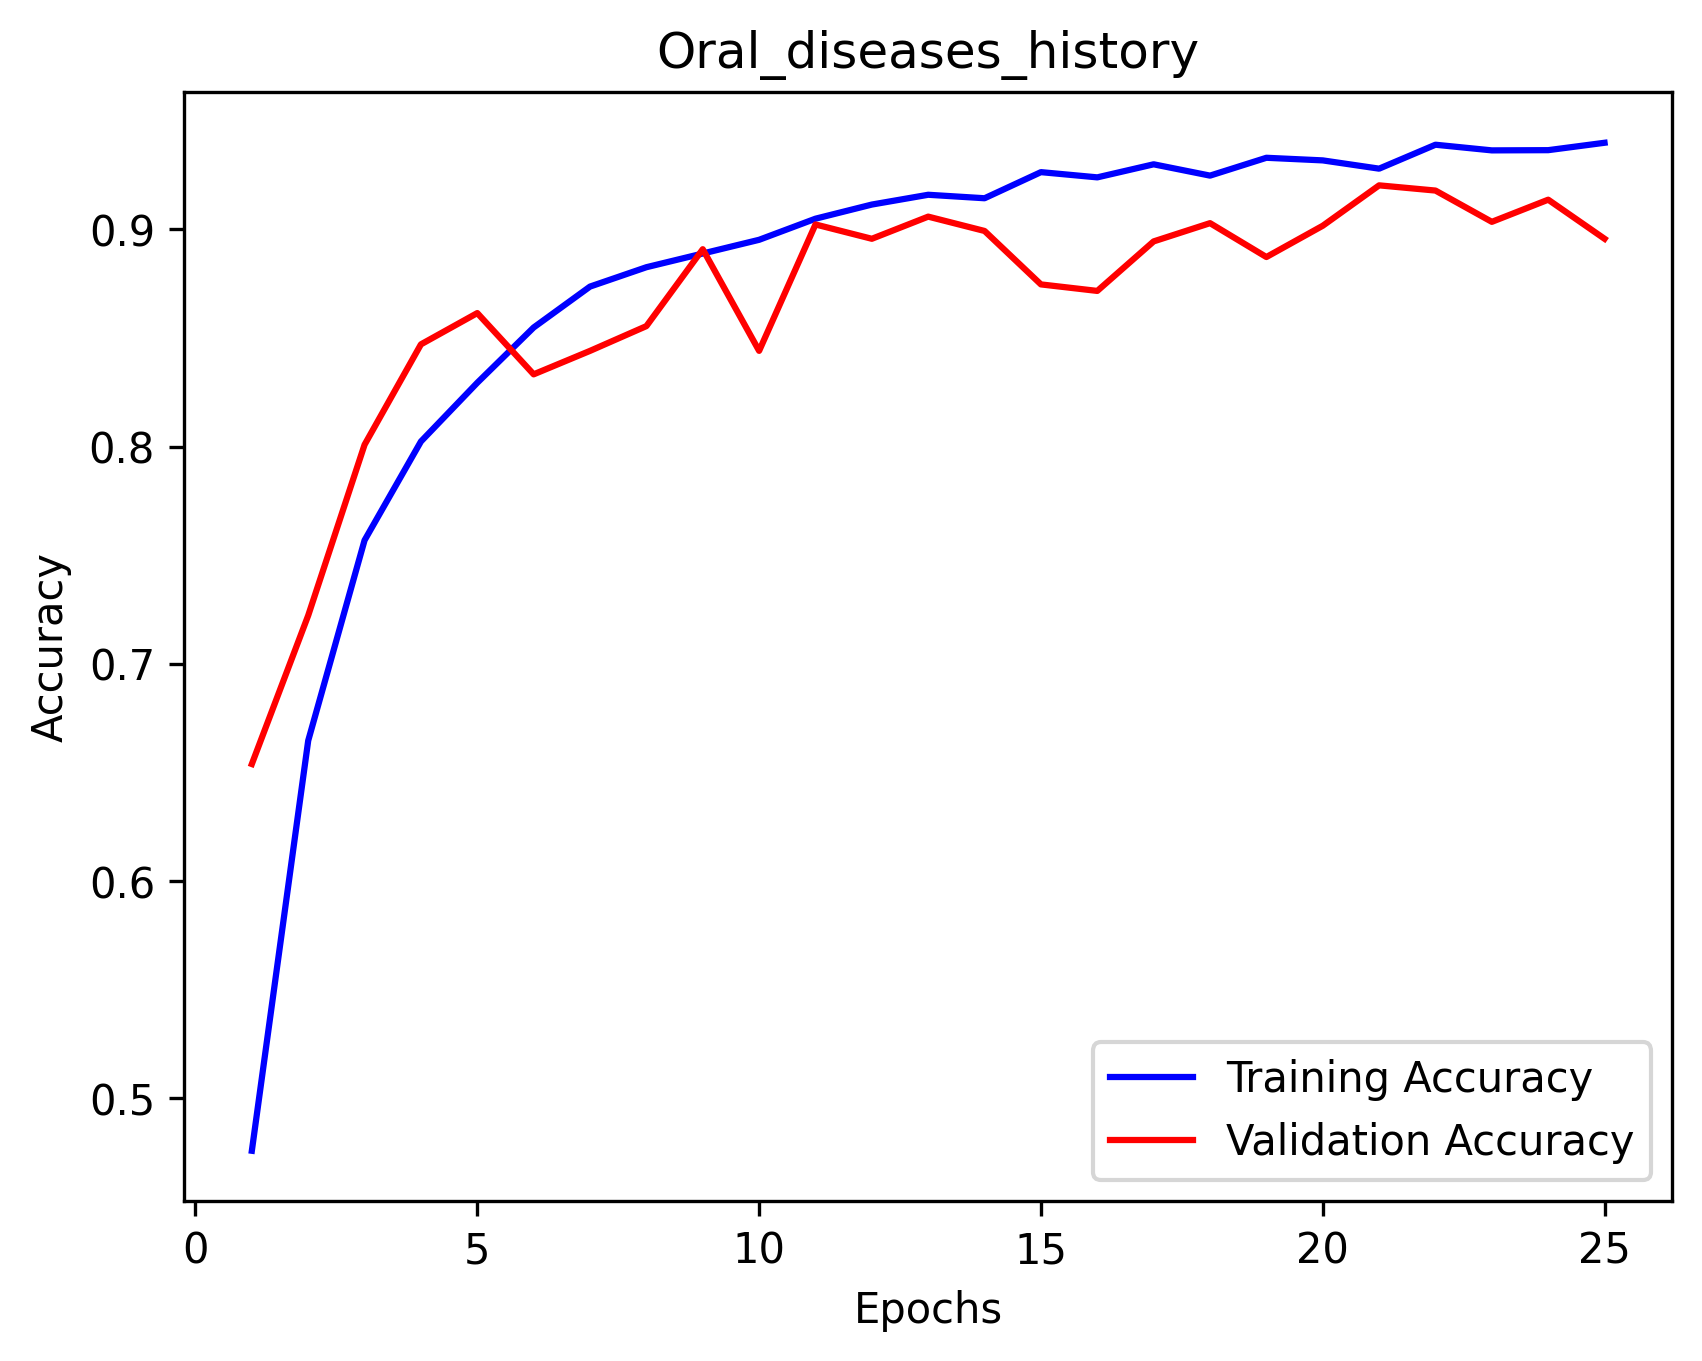 Oral_diseases_history
Accuracy
0.9
0.8
0.7
0.6
0.5
Training Accuracy
Validation Accuracy
0 5 10 15 20 25
Epochs